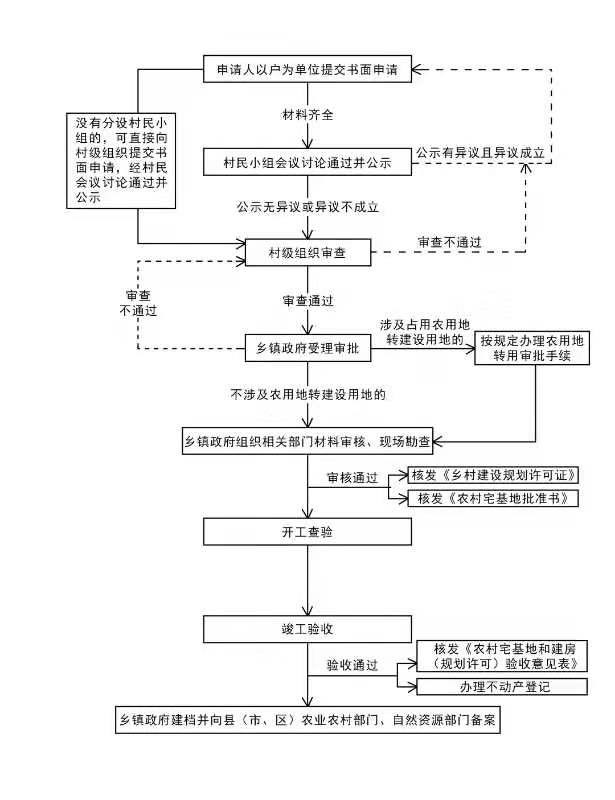 申请人以户为单位提交书面申请
没有分设村民小
组的，可直接向
村级组织提交书
面申请，经村民
会议讨论通过并
公示
材料齐全
村民小组会议讨论通过并公示
公示有异议且异议成立
公示无异议或异议不成立
村级组织审查
审查不通过
审查
不通过
审查通过
乡镇政府受理审批
涉及占用农用地
转建设用地的
按规定办理农用地
转用审批手续
不涉及农用地转建设用地的
乡镇政府组织相关部门材料审核、现场勘查
审核通过
核发《乡村建设规划许可证》
核发《农村宅基地批准书》
开工查验
竣工验收
验收通过
核发《农村宅基地和建房
（规划许可）验收意见表》
办理不动产登记
乡镇政府建档并向县（市、区）农业农村部门、自然资源部门备案